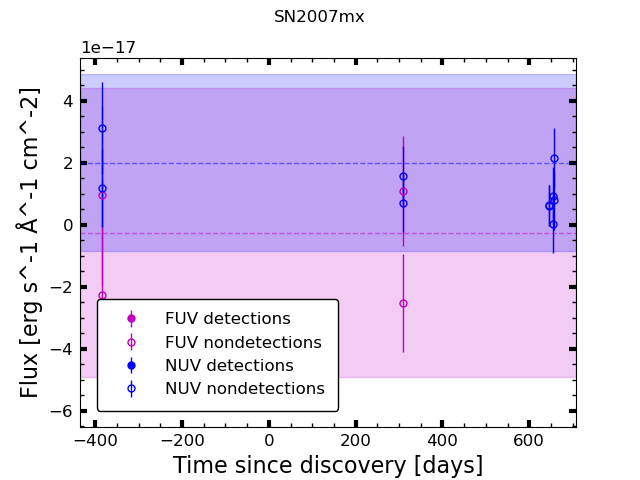 SN2007mx
1e−17
4
2
0
−2
−4
−6
Flux [erg s^-1 Å^-1 cm^-2]
FUV detections
FUV nondetections
NUV detections
NUV nondetections
−400 −200 0 200 400 600
Time since discovery [days]